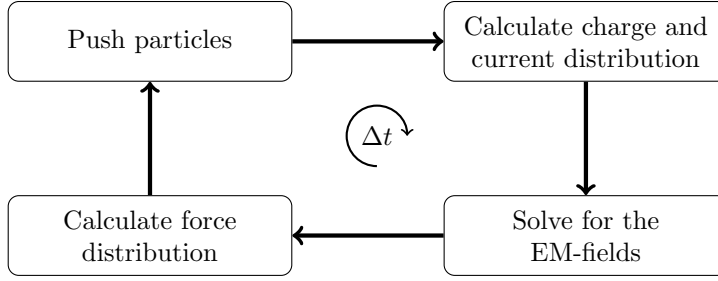 Push particles
Calculate charge and
current distribution
Δt
Calculate force
distribution
Solve for the
EM-fields